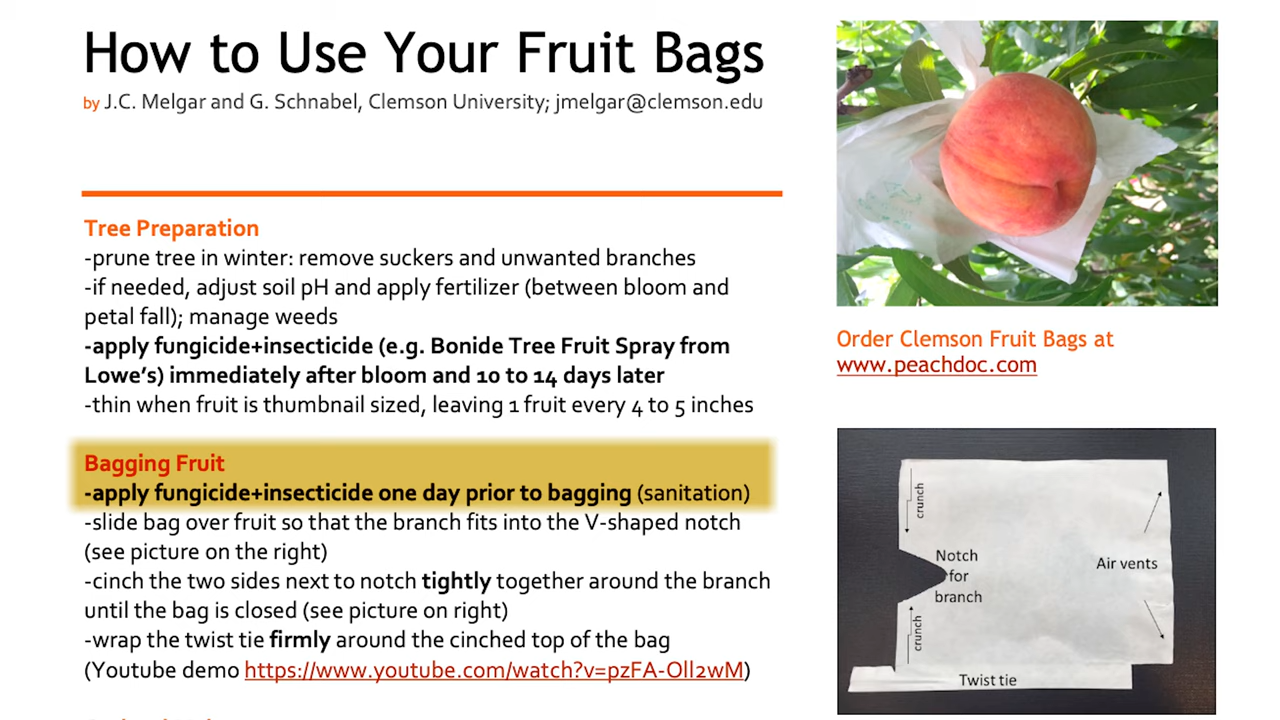 How to Use Your Fruit Bags
by J.C. Melgar and G. Schnabel, Clemson University; jmelgar@clemson.edu
Tree Preparation
-prune tree in winter: remove suckers and unwanted branches
-if needed, adjust soil pH and apply fertilizer (between bloom and
petal fall); manage weeds
-apply fungicide+insecticide (e.g. Bonide Tree Fruit Spray from
Lowe's) immediately after bloom and 10 to 14 days later
-thin when fruit is thumbnail sized, leaving 1 fruit every 4 to 5 inches
Bagging Fruit
-apply fungicide+insecticide one day prior to bagging (sanitation)
-slide bag over fruit so that the branch fits into the V-shaped notch
(see picture on the right)
-cinch the two sides next to notch tightly together around the branch
until the bag is closed (see picture on right)
-wrap the twist tie firmly around the cinched top of the bag
(Youtube demo https://www.youtube.com/watch?v=pzFA-Oll2wM)
Order Clemson Fruit Bags at
www.peachdoc.com
crunch
Notch
for
branch
Air vents
crunch
Twist tie